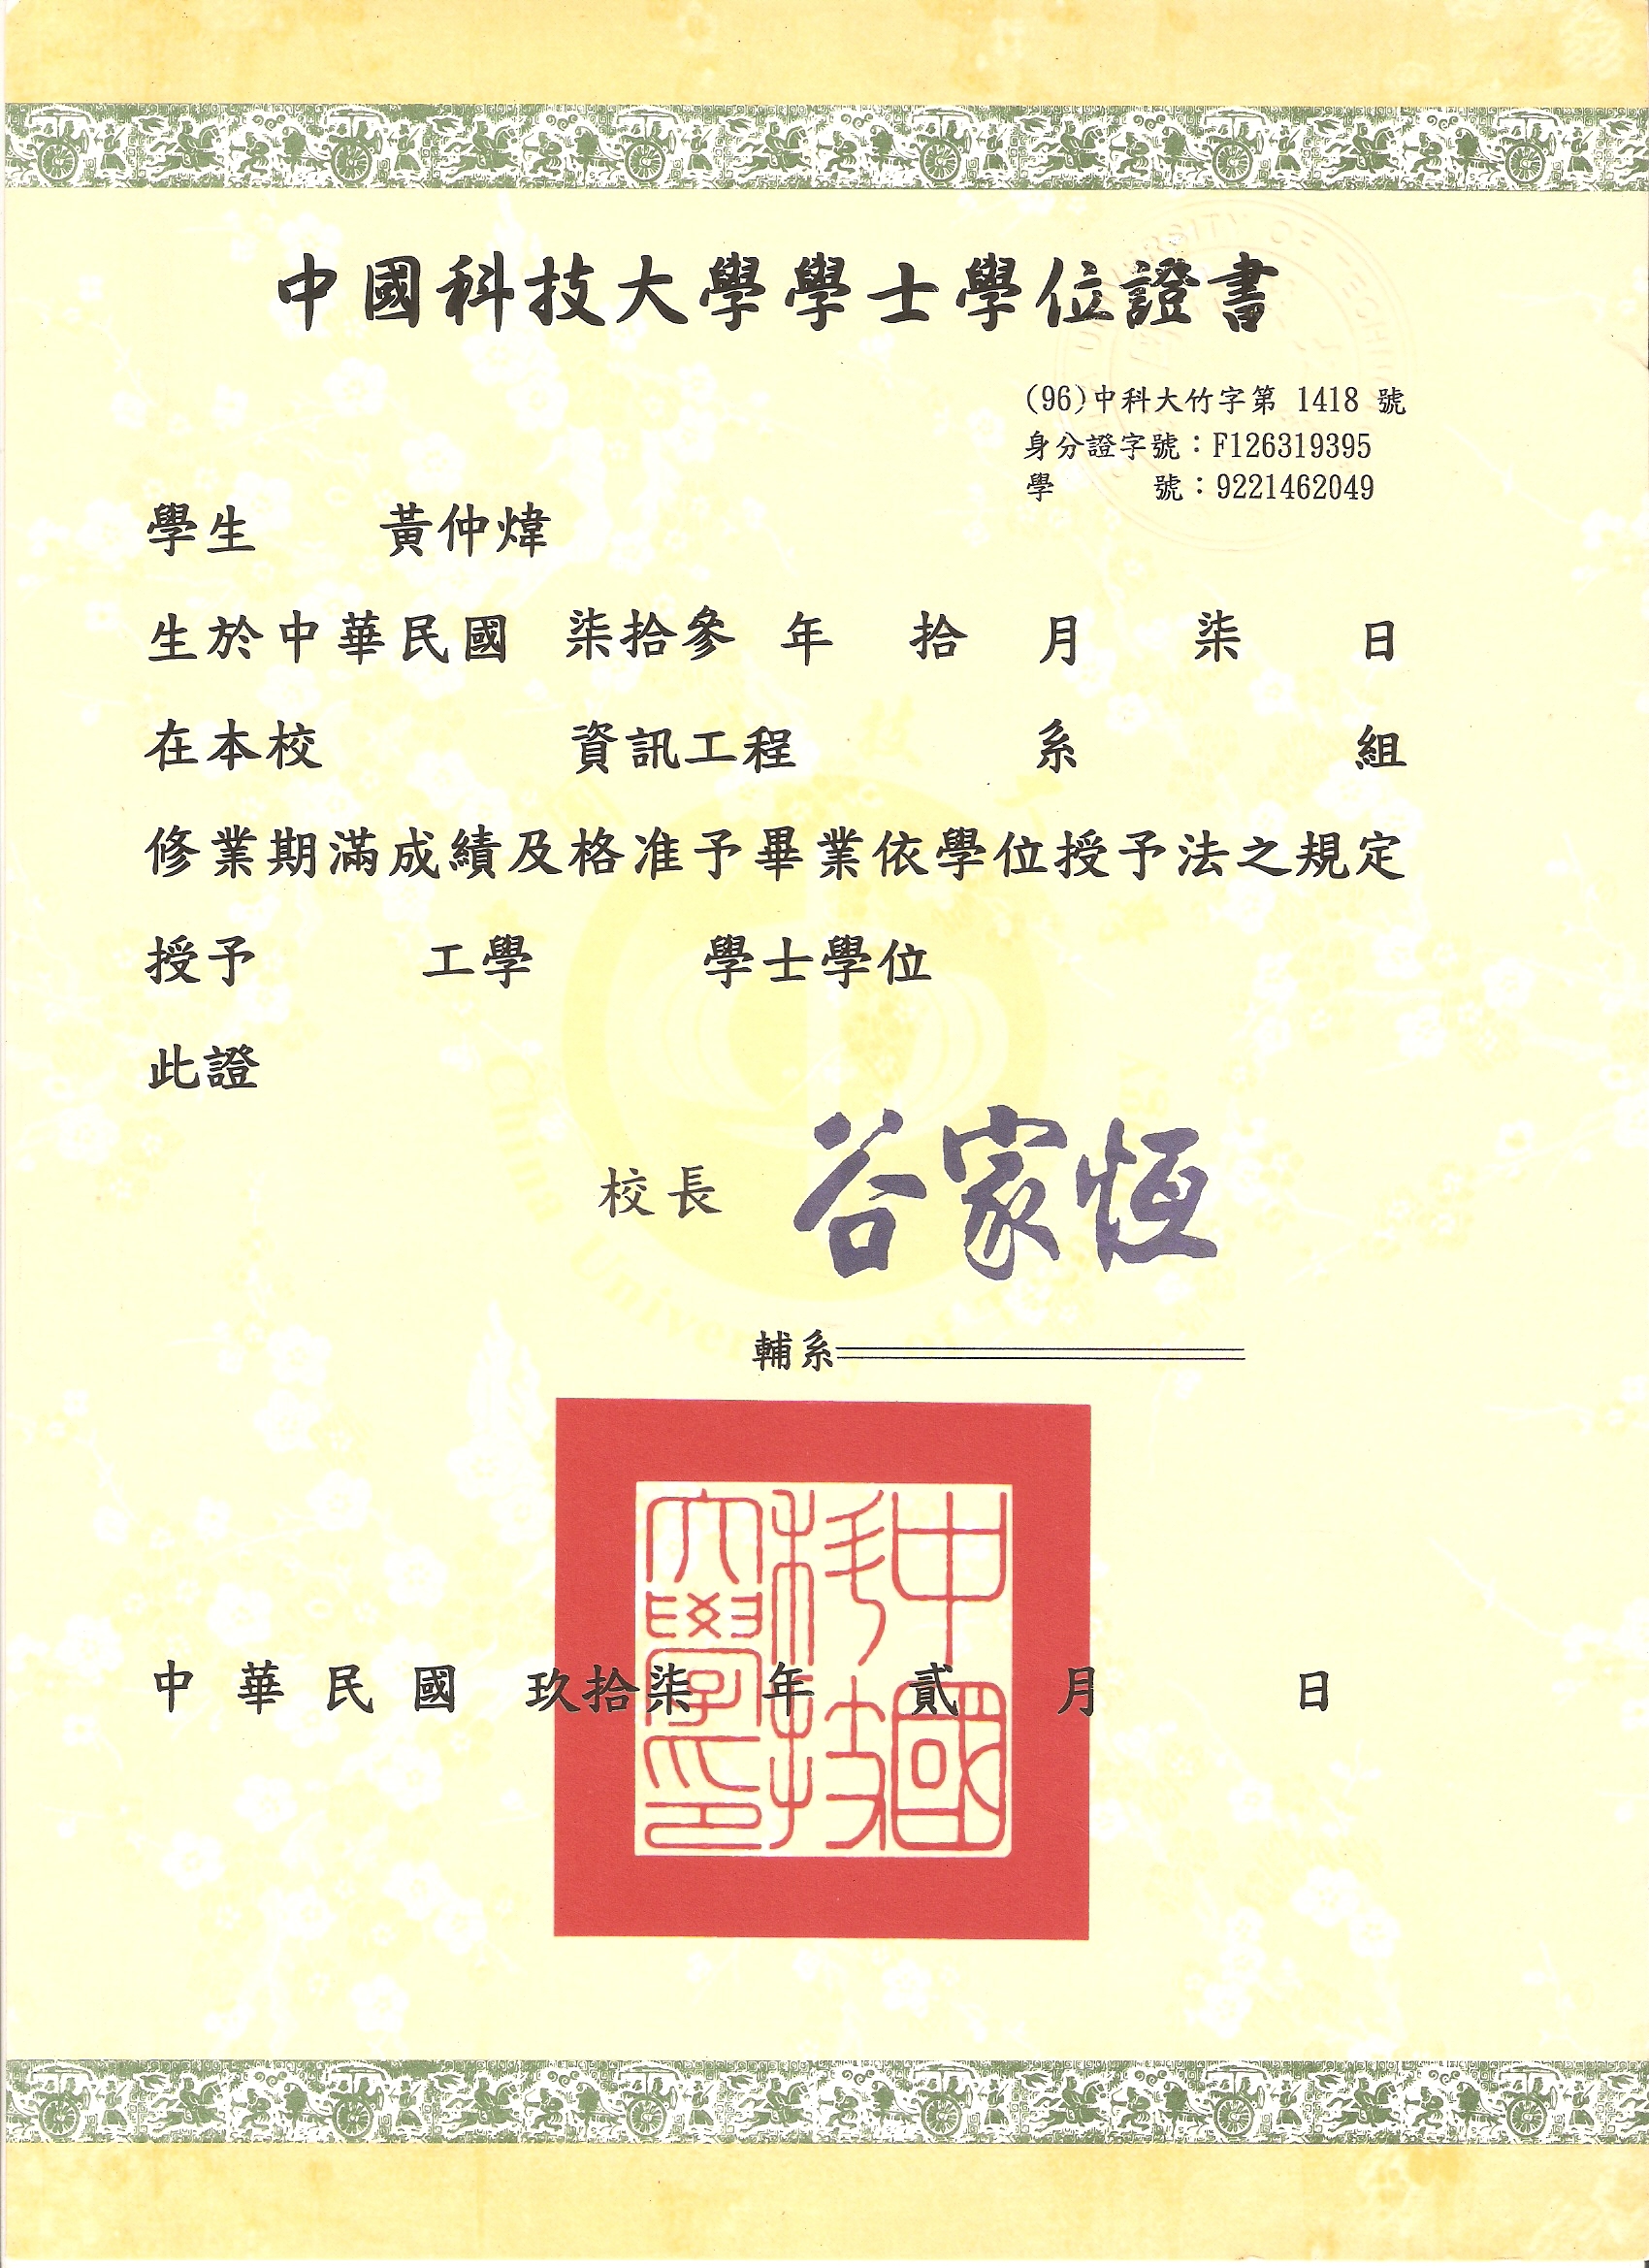 中國科技大學學士學位證書
(96)中科大竹字第 1418 號
身分證字號：F126319395
學 號：9221462049
學生 黃仲煒
生於中華民國 柒拾參 年 拾 月 柒 日
在本校 資訊工程 系 組
修業期滿成績及格准予畢業依學位授予法之規定
授予 工學 學士學位
此證
校長 谷家恆
輔系
中國科技大學印
中華民國 玖拾柒 年 貳 月 日